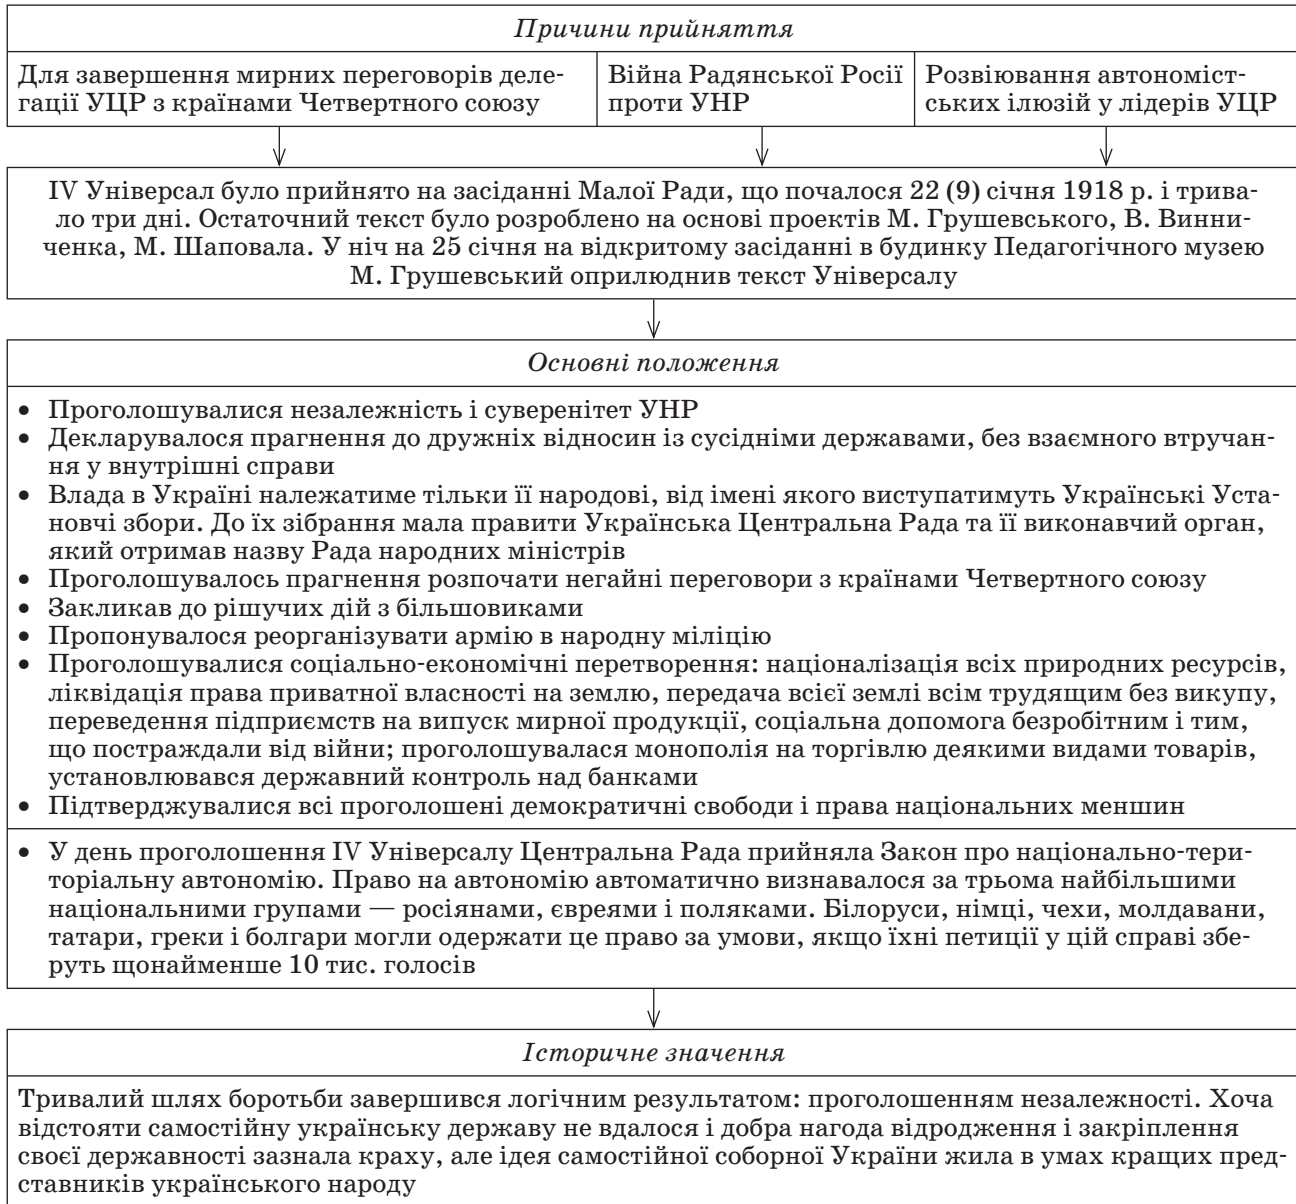 Причини прийняття
Для завершення мирних переговорів деле-
гації УЦР з країнами Четвертного союзу
Війна Радянської Росії
проти УНР
Розвіювання автономіст-
ських ілюзій у лідерів УЦР
IV Універсал було прийнято на засіданні Малої Ради, що почалося 22 (9) січня 1918 р. і трива-
ло три дні. Остаточний текст було розроблено на основі проектів М. Грушевського, В. Винни-
ченка, М. Шаповала. У ніч на 25 січня на відкритому засіданні в будинку Педагогічного музею
М. Грушевський оприлюднив текст Універсалу
Основні положення
• Проголошувалися незалежність і суверенітет УНР
• Декларувалося прагнення до дружніх відносин із сусідніми державами, без взаємного втручан-
ня у внутрішні справи
• Влада в Україні належатиме тільки її народові, від імені якого виступатимуть Українські Уста-
новчі збори. До їх зібрання мала правити Українська Центральна Рада та її виконавчий орган,
який отримав назву Рада народних міністрів
• Проголошувалось прагнення розпочати негайні переговори з країнами Четвертного союзу
• Закликав до рішучих дій з більшовиками
• Пропонувалося реорганізувати армію в народну міліцію
• Проголошувалися соціально-економічні перетворення: націоналізація всіх природних ресурсів,
ліквідація права приватної власності на землю, передача всієї землі всім трудящим без викупу,
переведення підприємств на випуск мирної продукції, соціальна допомога безробітним і тим,
що постраждали від війни; проголошувалася монополія на торгівлю деякими видами товарів,
установлювався державний контроль над банками
• Підтверджувалися всі проголошені демократичні свободи і права національних меншин
• У день проголошення IV Універсалу Центральна Рада прийняла Закон про національно-тери-
торіальну автономію. Право на автономію автоматично визнавалось за трьома найбільшими
національними групами — росіянами, євреями і поляками. Білоруси, німці, чехи, молдавани,
татари, греки і болгари могли одержати це право за умови, якщо їхні петиції у цій справі збе-
руть щонайменше 10 тис. голосів
Історичне значення
Тривалий шлях боротьби завершився логічним результатом: проголошенням незалежності. Хоча
відстояти самостійну українську державу не вдалося і добра нагода відродження і закріплення
своєї державності зазнала краху, але ідея самостійної соборної України жила в умах кращих пред-
ставників українського народу